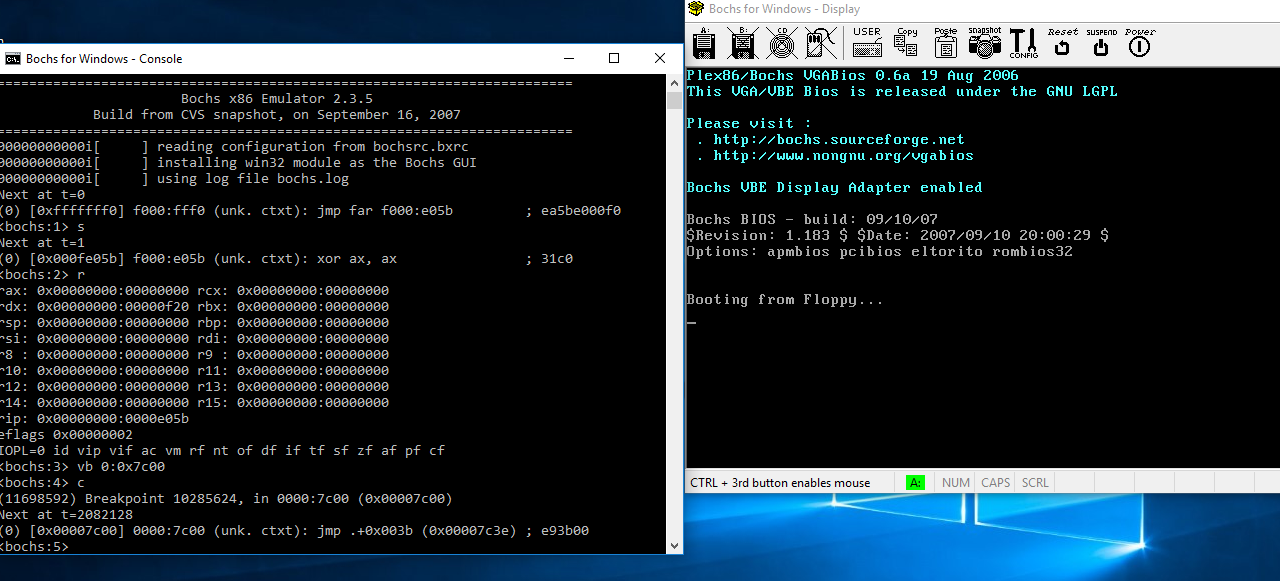 Bochs for Windows - Console
=================================================================
Bochs x86 Emulator 2.3.5
Build from CVS snapshot, on September 16, 2007
=================================================================
00000000000i[     ] reading configuration from bochsrc.bxrc
00000000000i[     ] installing win32 module as the Bochs GUI
00000000000i[     ] using log file bochs.log
Next at t=0
(0) [0xfffffff0] f000:fff0 (unk. ctxt): jmp far f000:e05b         ; ea5be000f0
<bochs:1> s
Next at t=1
(0) [0x000fe05b] f000:e05b (unk. ctxt): xor ax, ax                ; 31c0
<bochs:2> r
rax: 0x00000000:00000000 rcx: 0x00000000:00000000
rdx: 0x00000000:00000f20 rbx: 0x00000000:00000000
rsp: 0x00000000:00000000 rbp: 0x00000000:00000000
rsi: 0x00000000:00000000 rdi: 0x00000000:00000000
r8 : 0x00000000:00000000 r9 : 0x00000000:00000000
r10: 0x00000000:00000000 r11: 0x00000000:00000000
r12: 0x00000000:00000000 r13: 0x00000000:00000000
r14: 0x00000000:00000000 r15: 0x00000000:00000000
rip: 0x00000000:0000e05b
eflags 0x00000002
IOPL=0 id vip vif ac vm rf nt of df if tf sf zf af pf cf
<bochs:3> vb 0:0x7c00
<bochs:4> c
(11698592) Breakpoint 10285624, in 0000:7c00 (0x00007c00)
Next at t=2082128
(0) [0x00007c00] 0000:7c00 (unk. ctxt): jmp .+0x003b (0x00007c3e) ; e93b00
<bochs:5>
Bochs for Windows - Display
A: B: CD USER Copy Paste snapshot CONFIG Reset SUSPEND Power
Plex86/Bochs VGABios 0.6a 19 Aug 2006
This VGA/VBE Bios is released under the GNU LGPL
Please visit :
. http://bochs.sourceforge.net
. http://www.nongnu.org/vgabios
Bochs VBE Display Adapter enabled
Bochs BIOS - build: 09/10/07
$Revision: 1.183 $ $Date: 2007/09/10 20:00:29 $
Options: apmbios pcibios eltorito rombios32
Booting from Floppy...
CTRL + 3rd button enables mouse A: NUM CAPS SCRL